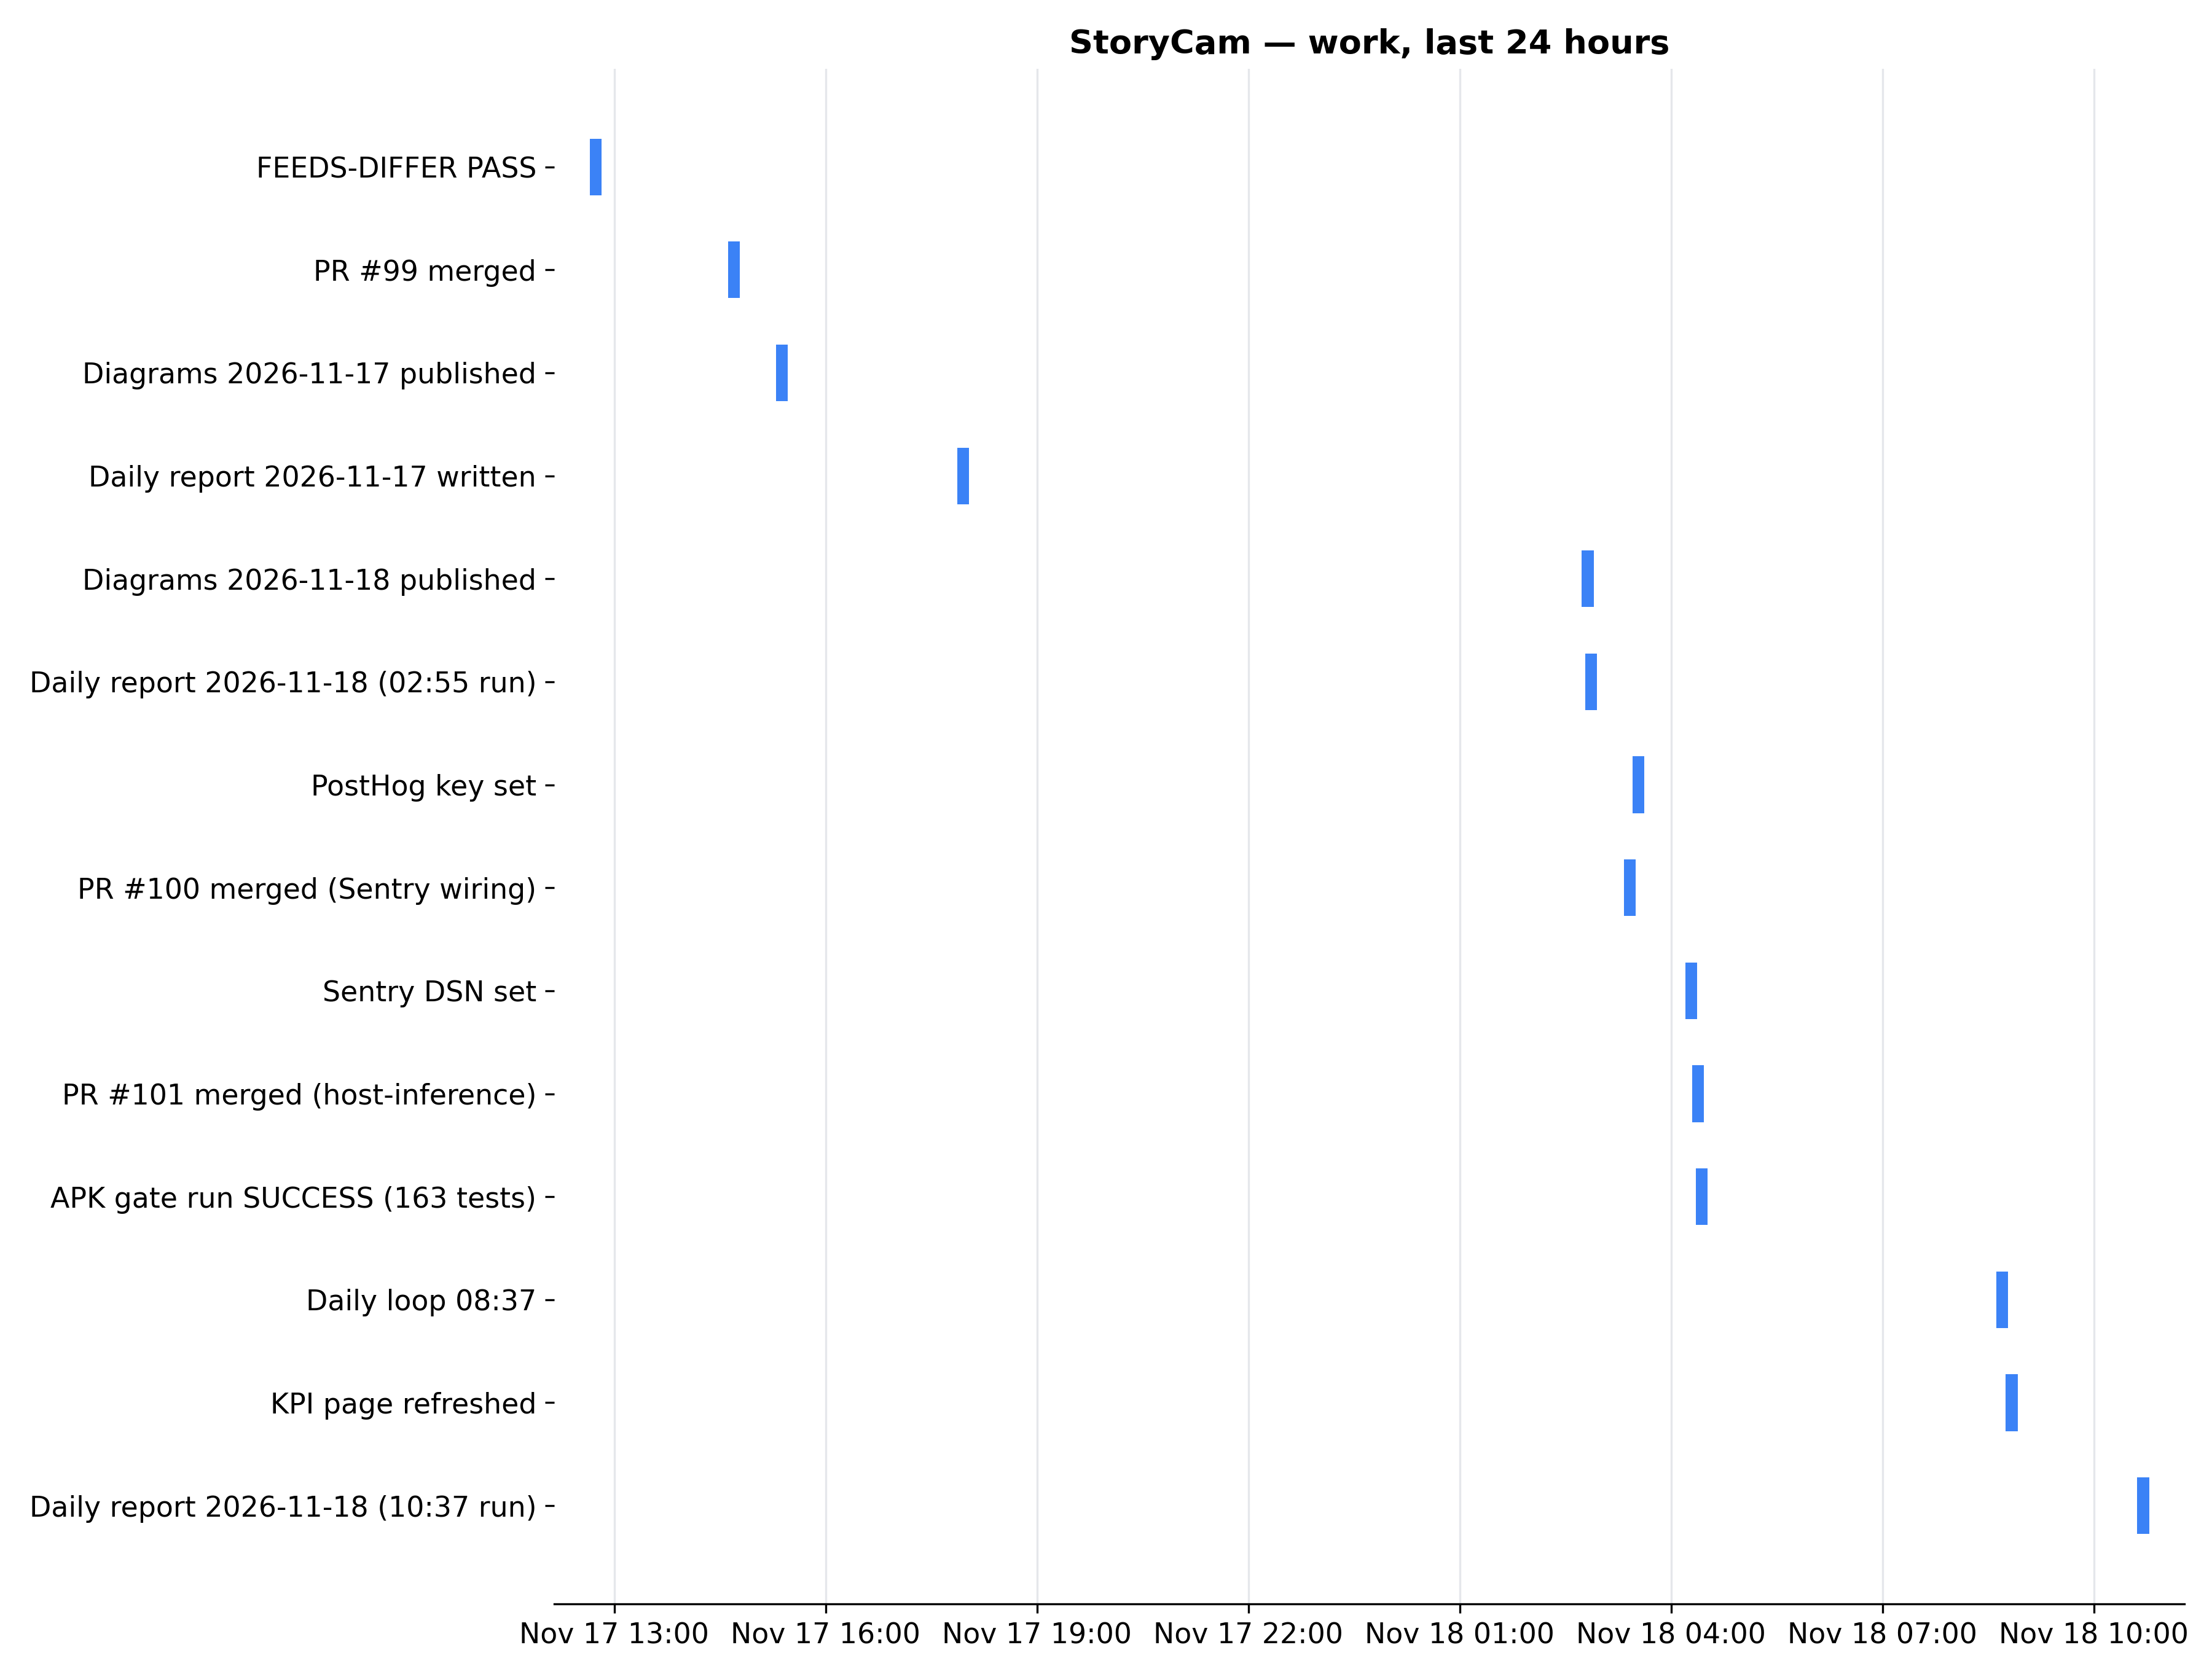 StoryCam — work, last 24 hours
FEEDS-DIFFER PASS
PR #99 merged
Diagrams 2026-11-17 published
Daily report 2026-11-17 written
Diagrams 2026-11-18 published
Daily report 2026-11-18 (02:55 run)
PostHog key set
PR #100 merged (Sentry wiring)
Sentry DSN set
PR #101 merged (host-inference)
APK gate run SUCCESS (163 tests)
Daily loop 08:37
KPI page refreshed
Daily report 2026-11-18 (10:37 run)
Nov 17 13:00 Nov 17 16:00 Nov 17 19:00 Nov 17 22:00 Nov 18 01:00 Nov 18 04:00 Nov 18 07:00 Nov 18 10:00